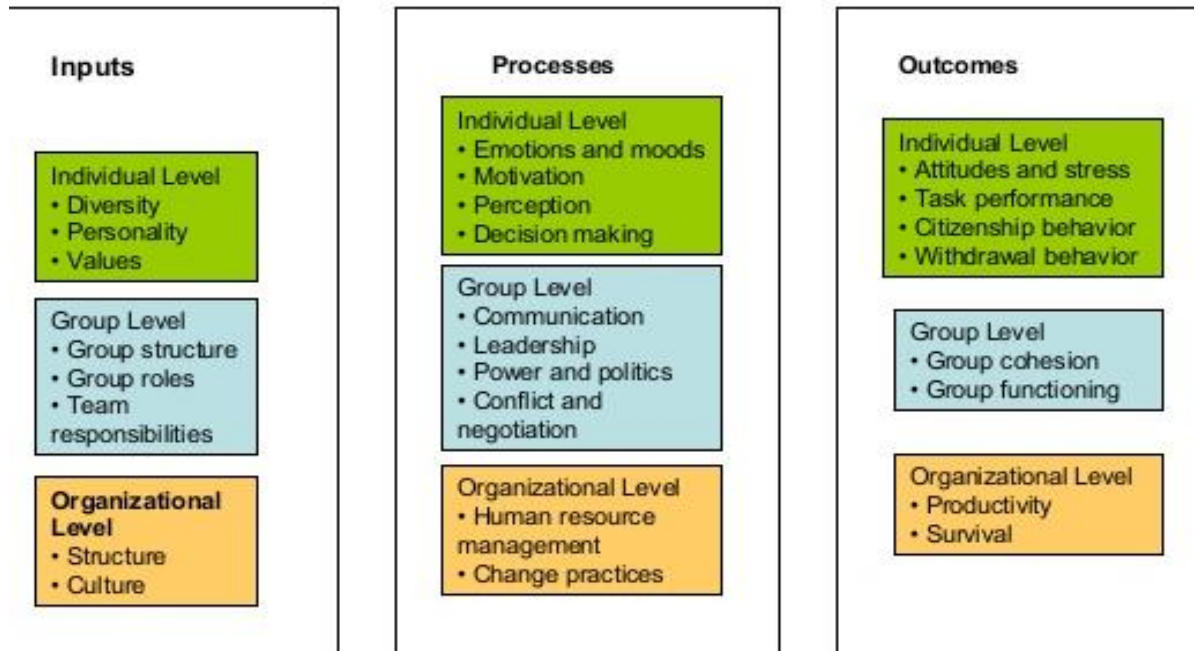 Inputs
Individual Level
• Diversity
• Personality
• Values
Group Level
• Group structure
• Group roles
• Team
responsibilities
Organizational
Level
• Structure
• Culture
Processes
Individual Level
• Emotions and moods
• Motivation
• Perception
• Decision making
Group Level
• Communication
• Leadership
• Power and politics
• Conflict and
negotiation
Organizational Level
• Human resource
management
• Change practices
Outcomes
Individual Level
• Attitudes and stress
• Task performance
• Citizenship behavior
• Withdrawal behavior
Group Level
• Group cohesion
• Group functioning
Organizational Level
• Productivity
• Survival